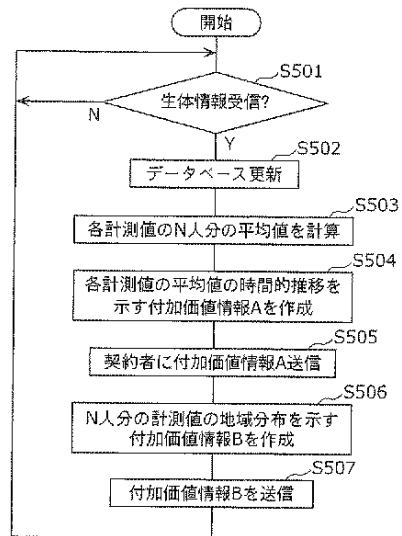 開始
S501
生体情報受信?
N
Y
S502
データベース更新
S503
各計測値のN人分の平均値を計算
S504
各計測値の平均値の時間的推移を
示す付加価値情報Aを作成
S505
契約者に付加価値情報A送信
S506
N人分の計測値の地域分布を示す
付加価値情報Bを作成
S507
付加価値情報Bを送信